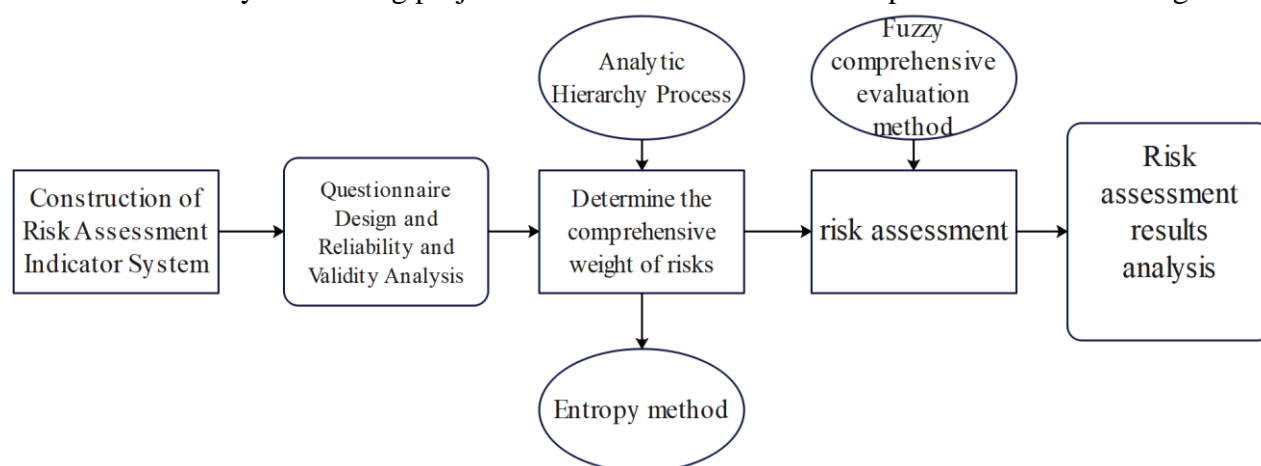 Analytic
Hierarchy Process
Fuzzy
comprehensive
evaluation
method
Construction of
Risk Assessment
Indicator System
Questionnaire
Design and
Reliability and
Validity Analysis
Determine the
comprehensive
weight of risks
risk assessment
Risk
assessment
results
analysis
Entropy method